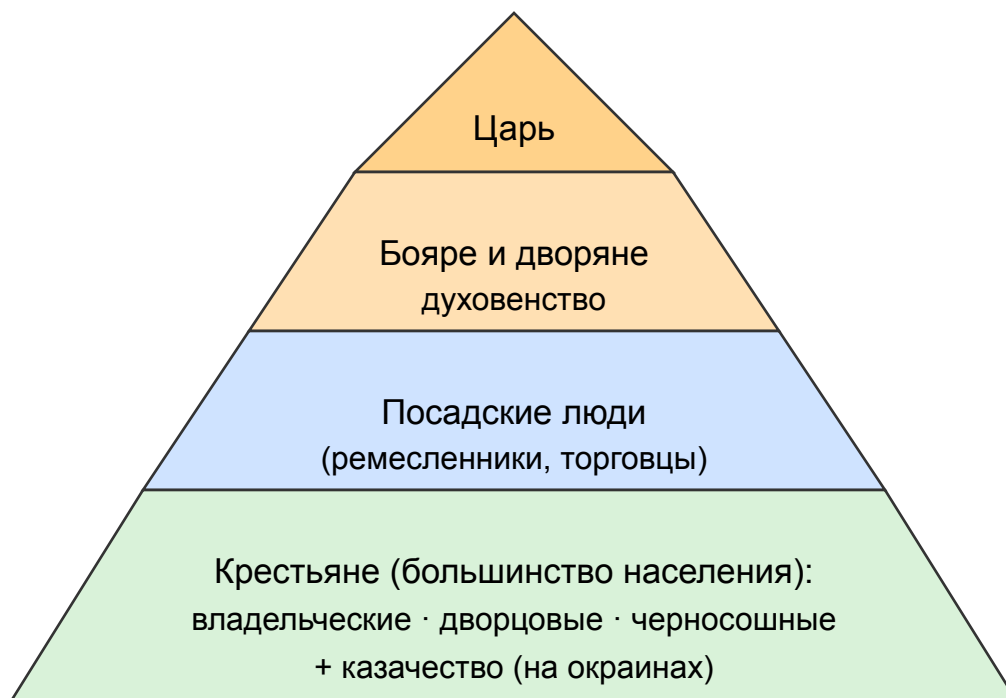 Царь
Бояре и дворяне
духовенство
Посадские люди
(ремесленники, торговцы)
Крестьяне (большинство населения):
владельческие · дворцовые · черносошные
+ казачество (на окраинах)